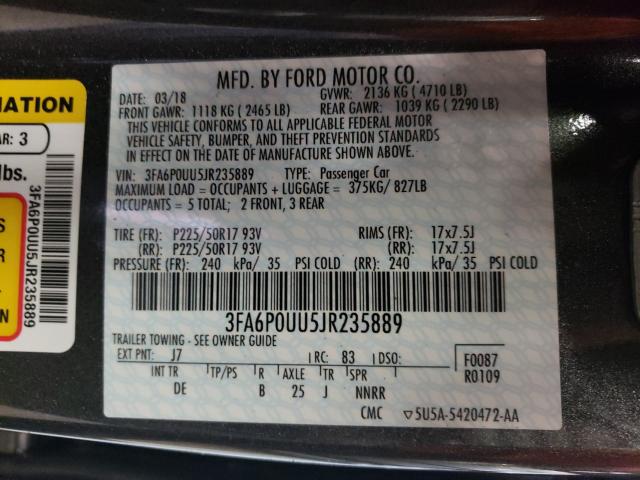 MATION
AR: 3
lbs.
3FA6P0UU5JR235889
N
MFD. BY FORD MOTOR CO.
DATE: 03/18 GVWR: 2136 KG ( 4710 LB)
FRONT GAWR: 1118 KG ( 2465 LB) REAR GAWR: 1039 KG ( 2290 LB)
THIS VEHICLE CONFORMS TO ALL APPLICABLE FEDERAL MOTOR
VEHICLE SAFETY, BUMPER, AND THEFT PREVENTION STANDARDS
IN EFFECT ON THE DATE OF MANUFACTURE SHOWN ABOVE.
VIN: 3FA6P0UU5JR235889 TYPE: Passenger Car
MAXIMUM LOAD = OCCUPANTS + LUGGAGE = 375KG/ 827LB
OCCUPANTS = 5 TOTAL; 2 FRONT, 3 REAR
TIRE (FR): P225/50R17 93V RIMS (FR): 17x7.5J
(RR): P225/50R17 93V (RR): 17x7.5J
PRESSURE (FR): 240 kPa/ 35 PSI COLD (RR): 240 kPa/ 35 PSI COLD
3FA6P0UU5JR235889
TRAILER TOWING - SEE OWNER GUIDE
EXT PNT: J7 RC: 83 DSO: F0087
INT TR TP/PS R AXLE TR SPR R0109
DE B 25 J NNRR
CMC ▽5U5A-5420472-AA